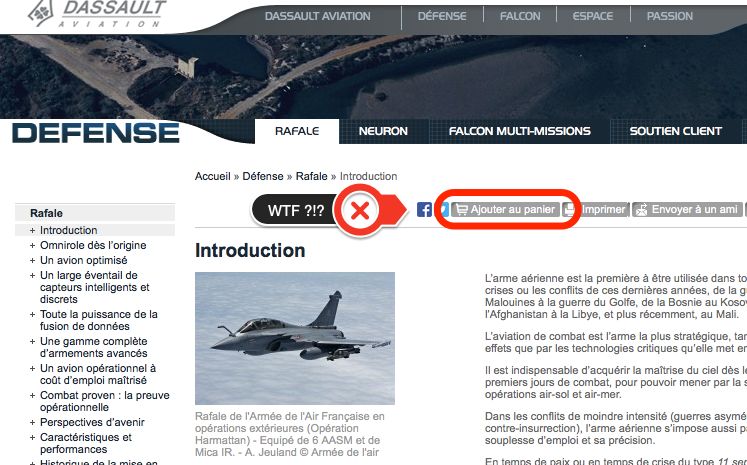 DASSAULT
AVIATION
DASSAULT AVIATION
DÉFENSE
FALCON
ESPACE
PASSION
DEFENSE
RAFALE
NEURON
FALCON MULTI-MISSIONS
SOUTIEN CLIENT
Accueil » Défense » Rafale » Introduction
WTF ?!?
Ajouter au panier
Imprimer
Envoyer à un ami
Rafale
+ Introduction
+ Omnirole dès l'origine
+ Un avion optimisé
+ Un large éventail de
capteurs intelligents et
discrets
+ Toute la puissance de la
fusion de données
+ Une gamme complète
d'armements avancés
+ Un avion opérationnel à
coût d'emploi maîtrisé
+ Combat proven : la preuve
opérationnelle
+ Perspectives d'avenir
+ Caractéristiques et
performances
+ Historique de la mise en
Introduction
Rafale de l'Armée de l'Air Française en
opérations extérieures (Opération
Harmattan) - Equipé de 6 AASM et de
Mica IR. - A. Jeuland © Armée de l'air
L'arme aérienne est la première à être utilisée dans to
crises ou les conflits de ces dernières années, de la gu
Malouines à la guerre du Golfe, de la Bosnie au Kosov
l'Afghanistan à la Libye, et plus récemment, au Mali.
L'aviation de combat est l'arme la plus stratégique, tan
effets que par les technologies critiques qu'elle met en
Il est indispensable d'acquérir la maîtrise du ciel dès le
premiers jours de combat, pour pouvoir mener par la s
opérations air-sol et air-mer.
Dans les conflits de moindre intensité (guerres asymé
contre-insurrection), l'arme aérienne s'impose aussi pa
souplesse d'emploi et sa précision.
En temps de paix ou en temps de crise du type 11 sep